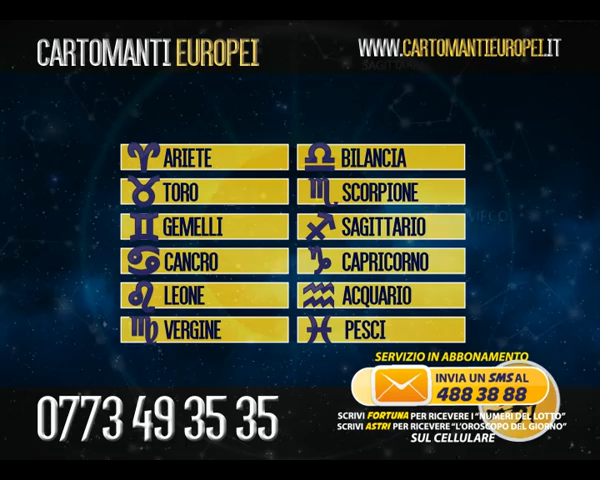 CARTOMANTI EUROPEI
WWW.CARTOMANTIEUROPEI.IT
SAGITTA
ARIETE
BILANCIA
TORO
SCORPIONE
GEMELLI
SAGITTARIO
CANCRO
CAPRICORNO
LEONE
ACQUARIO
VERGINE
PESCI
SERVIZIO IN ABBONAMENTO
INVIA UN SMS AL
488 38 88
0773 49 35 35
SCRIVI FORTUNA PER RICEVERE I "NUMERI DEL LOTTO"
SCRIVI ASTRI PER RICEVERE "L'OROSCOPO DEL GIORNO"
SUL CELLULARE